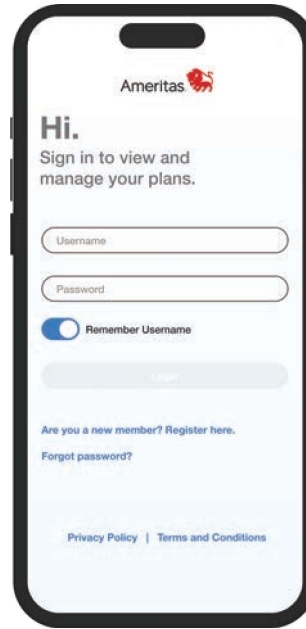 Ameritas
Hi.
Sign in to view and
manage your plans.
Username
Password
Remember Username
Login
Are you a new member? Register here.
Forgot password?
Privacy Policy | Terms and Conditions